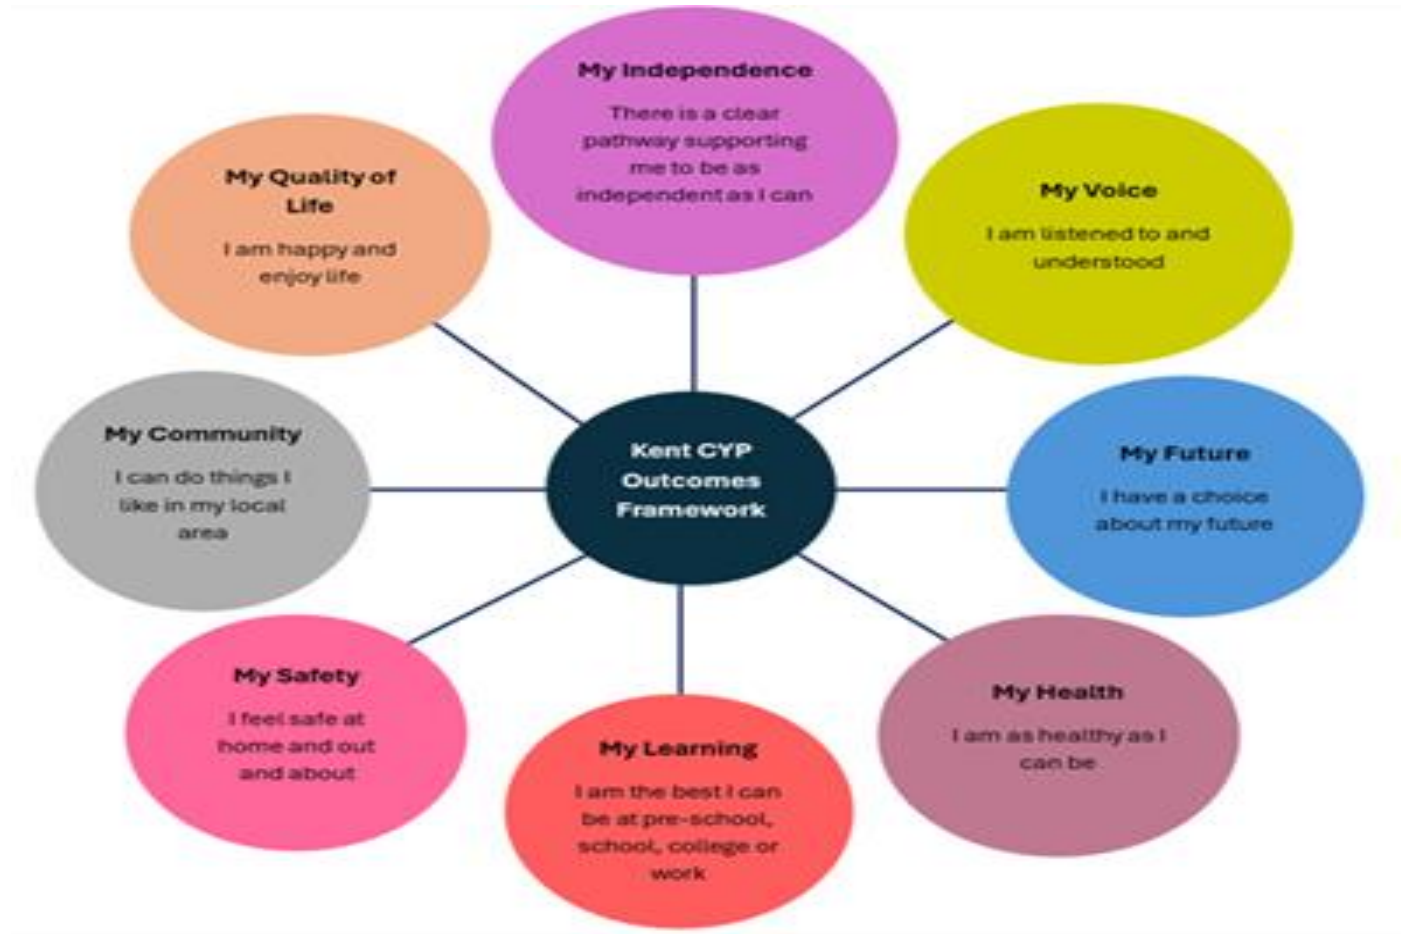 My Independence
There is a clear
pathway supporting
me to be as
independent as I can
My Quality of
Life
I am happy and
enjoy life
My Voice
I am listened to and
understood
My Community
I can do things I
like in my local
area
Kent CYP
Outcomes
Framework
My Future
I have a choice
about my future
My Safety
I feel safe at
home and out
and about
My Learning
I am the best I can
be at pre-school,
school, college or
work
My Health
I am as healthy as I
can be